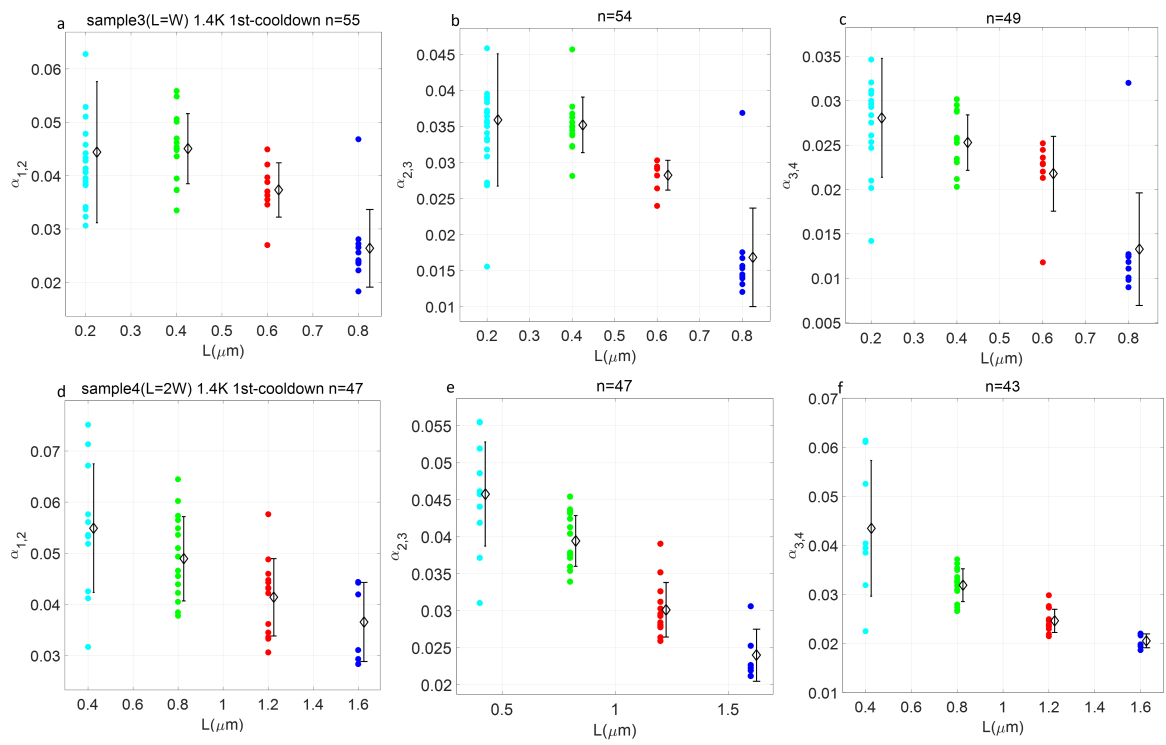 a sample3(L=W) 1.4K 1st-cooldown n=55
0.06
0.05
0.04
0.03
0.02
α1,2
0.2 0.3 0.4 0.5 0.6 0.7 0.8
L(μm)
b n=54
0.045
0.04
0.035
0.03
0.025
0.02
0.015
0.01
α2,3
0.2 0.3 0.4 0.5 0.6 0.7 0.8
L(μm)
c n=49
0.035
0.03
0.025
0.02
0.015
0.01
0.005
α3,4
0.2 0.3 0.4 0.5 0.6 0.7 0.8
L(μm)
d sample4(L=2W) 1.4K 1st-cooldown n=47
0.07
0.06
0.05
0.04
0.03
α1,2
0.4 0.6 0.8 1 1.2 1.4 1.6
L(μm)
e n=47
0.055
0.05
0.045
0.04
0.035
0.03
0.025
0.02
α2,3
0.5 1 1.5
L(μm)
f n=43
0.07
0.06
0.05
0.04
0.03
0.02
0.01
α3,4
0.4 0.6 0.8 1 1.2 1.4 1.6
L(μm)